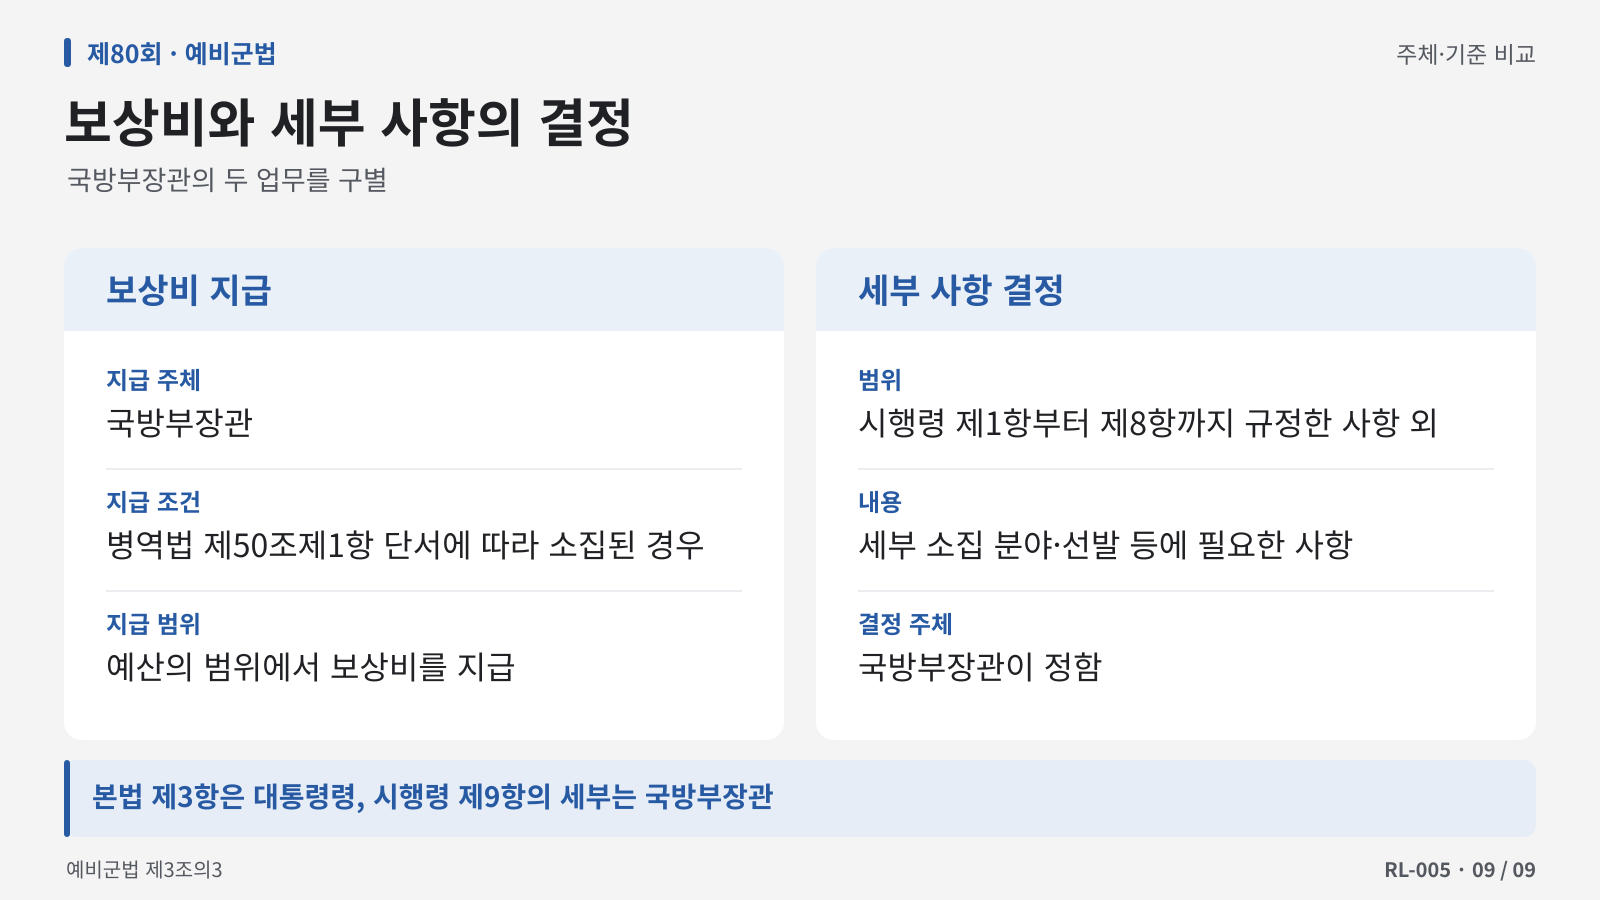 제80회 · 예비군법
주체·기준 비교
보상비와 세부 사항의 결정
국방부장관의 두 업무를 구별
보상비 지급
지급 주체
국방부장관
지급 조건
병역법 제50조제1항 단서에 따라 소집된 경우
지급 범위
예산의 범위에서 보상비를 지급
세부 사항 결정
범위
시행령 제1항부터 제8항까지 규정한 사항 외
내용
세부 소집 분야·선발 등에 필요한 사항
결정 주체
국방부장관이 정함
본법 제3항은 대통령령, 시행령 제9항의 세부는 국방부장관
예비군법 제3조의3
RL-005 · 09 / 09